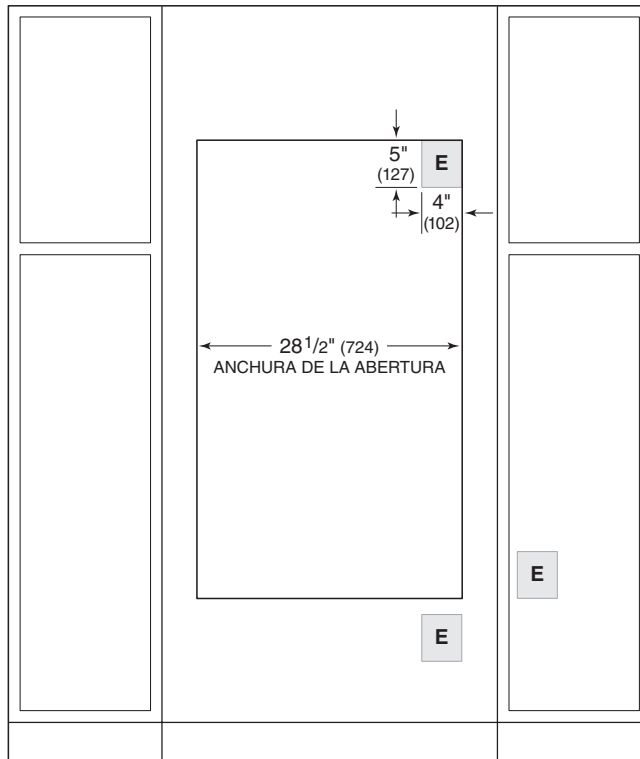 5"
(127)
E
4"
(102)
28 1/2" (724)
ANCHURA DE LA ABERTURA
E
E